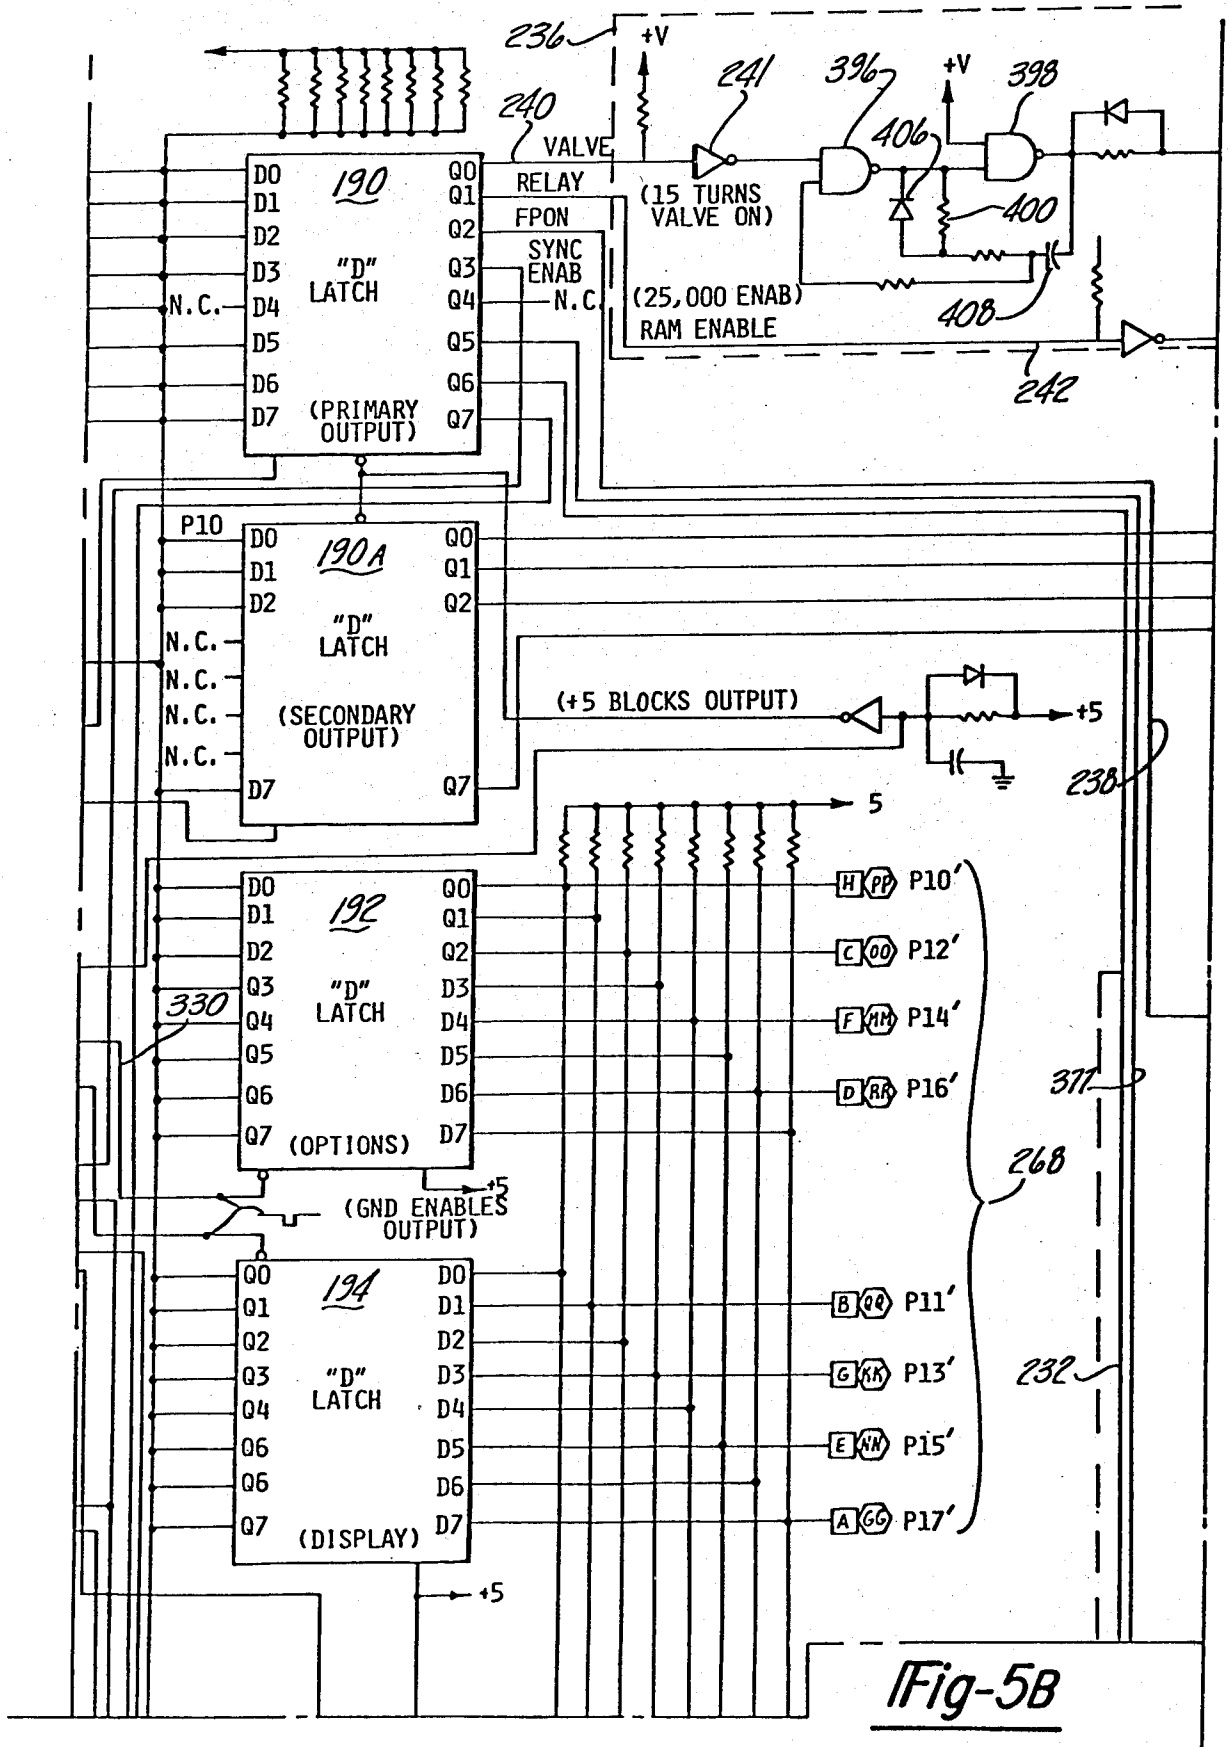 236
+V
241
396
+V
398
240
VALVE
406
D0
190
Q0
RELAY
(15 TURNS
VALVE ON)
D1
Q1
400
D2
FPON
Q2
SYNC
ENAB
D3
"D"
LATCH
Q3
N.C.
D4
Q4
N.C.
(25,000 ENAB)
RAM ENABLE
408
D5
Q5
242
D6
Q6
D7
(PRIMARY
OUTPUT)
Q7
P10
D0
190A
Q0
D1
Q1
D2
Q2
"D"
LATCH
N.C.
N.C.
N.C.
N.C.
(SECONDARY
OUTPUT)
(+5 BLOCKS OUTPUT)
+5
238
D7
Q7
5
D0
192
Q0
H PP P10'
D1
Q1
D2
Q2
C OO P12'
330
Q3
"D"
LATCH
D3
Q4
D4
F MM P14'
Q5
D5
377
Q6
D6
D RR P16'
Q7
(OPTIONS)
D7
268
+5
(GND ENABLES
OUTPUT)
Q0
194
D0
Q1
D1
B QQ P11'
Q2
D2
Q3
"D"
LATCH
D3
G KK P13'
232
Q4
D4
Q6
D5
E NN P15'
Q6
D6
Q7
(DISPLAY)
D7
A GG P17'
+5
Fig-5B